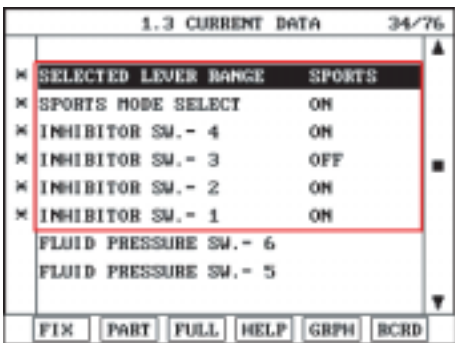 1.3 CURRENT DATA 34/76
* SELECTED LEVER RANGE SPORTS
* SPORTS MODE SELECT ON
* INHIBITOR SW.- 4 ON
* INHIBITOR SW.- 3 OFF
* INHIBITOR SW.- 2 ON
* INHIBITOR SW.- 1 ON
FLUID PRESSURE SW.- 6
FLUID PRESSURE SW.- 5
FIX PART FULL HELP GRPH RCRD